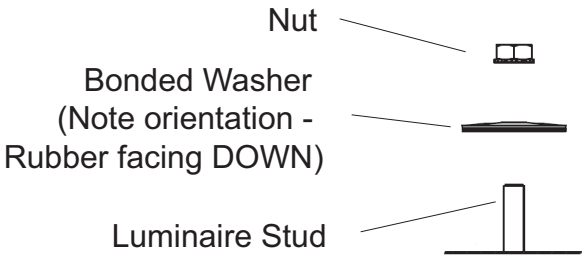 Nut
Bonded Washer
(Note orientation -
Rubber facing DOWN)
Luminaire Stud